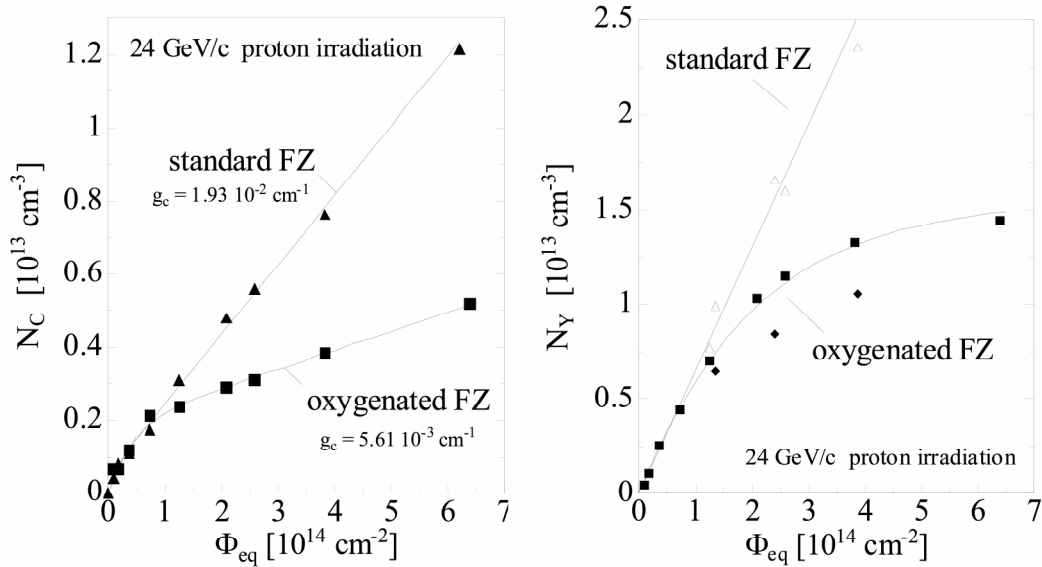 24 GeV/c proton irradiation
standard FZ
g_c = 1.93 10^-2 cm^-1
oxygenated FZ
g_c = 5.61 10^-3 cm^-1
N_C [10^13 cm^-3]
1.2
1
0.8
0.6
0.4
0.2
0
0 1 2 3 4 5 6 7
Φ_eq [10^14 cm^-2]
standard FZ
oxygenated FZ
24 GeV/c proton irradiation
N_Y [10^13 cm^-3]
2.5
2
1.5
1
0.5
0
0 1 2 3 4 5 6 7
Φ_eq [10^14 cm^-2]